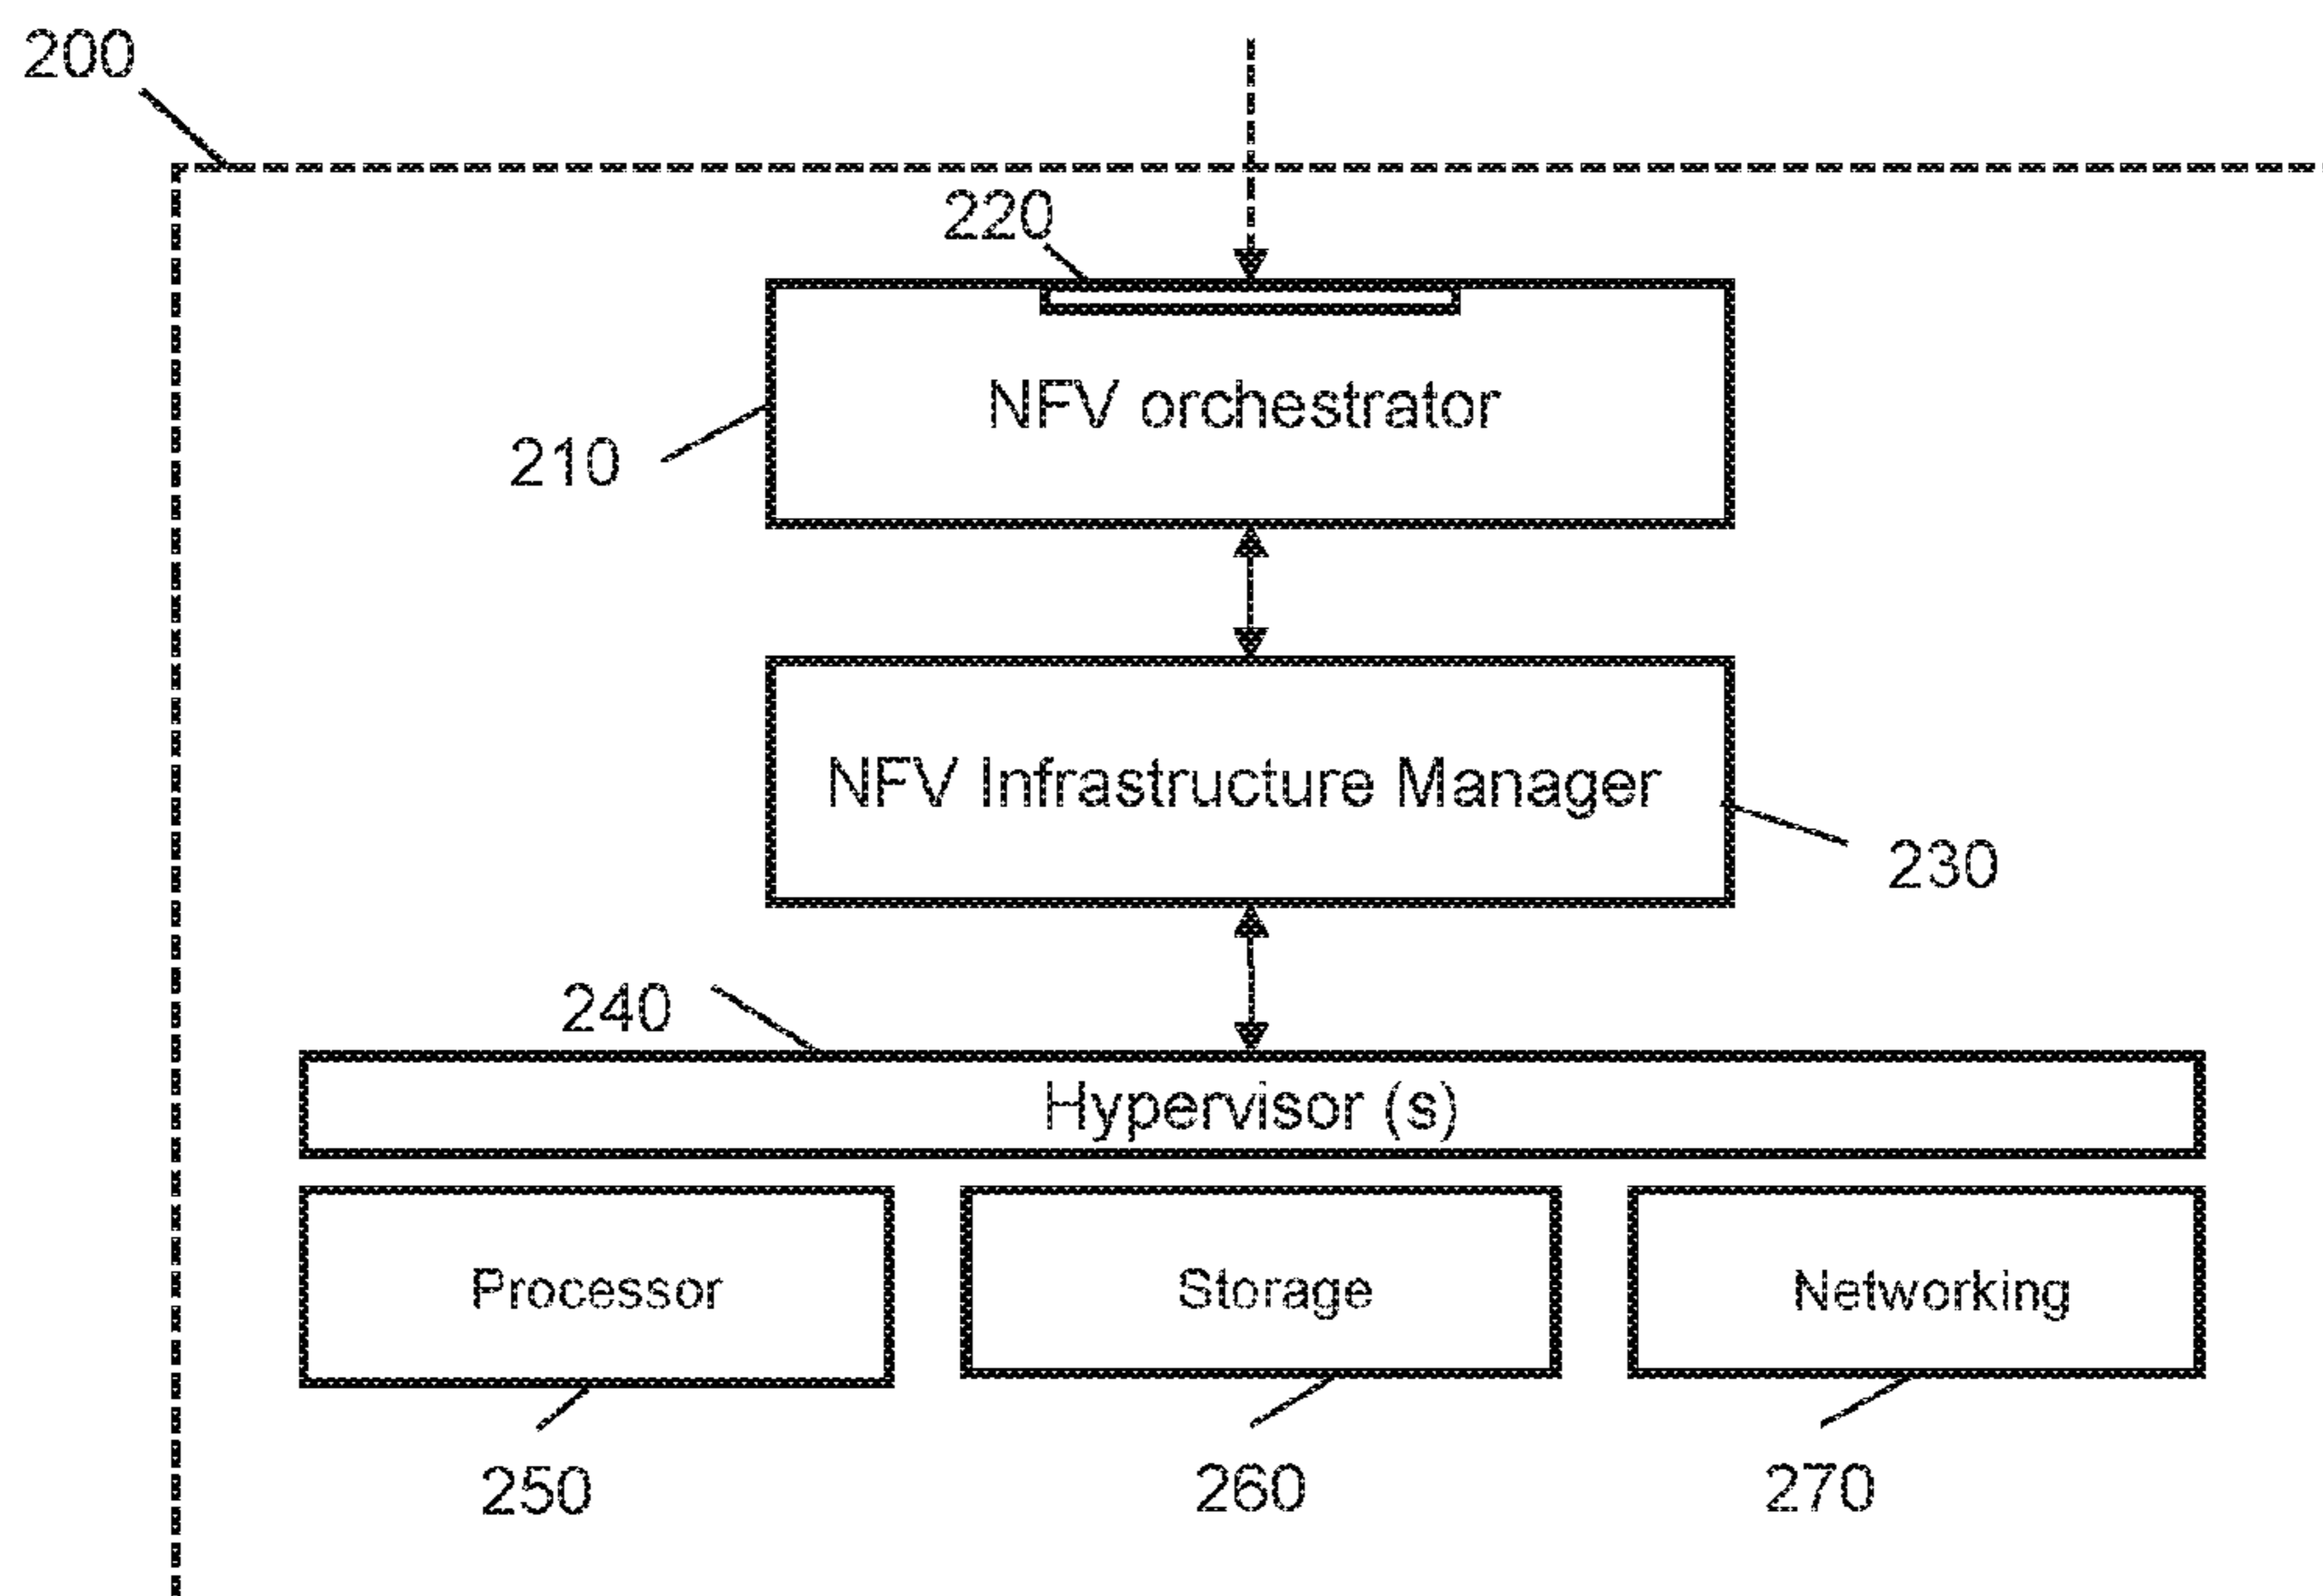 200
220
NFV orchestrator
210
NFV Infrastructure Manager
230
240
Hypervisor (s)
Processor
Storage
Networking
250
260
270